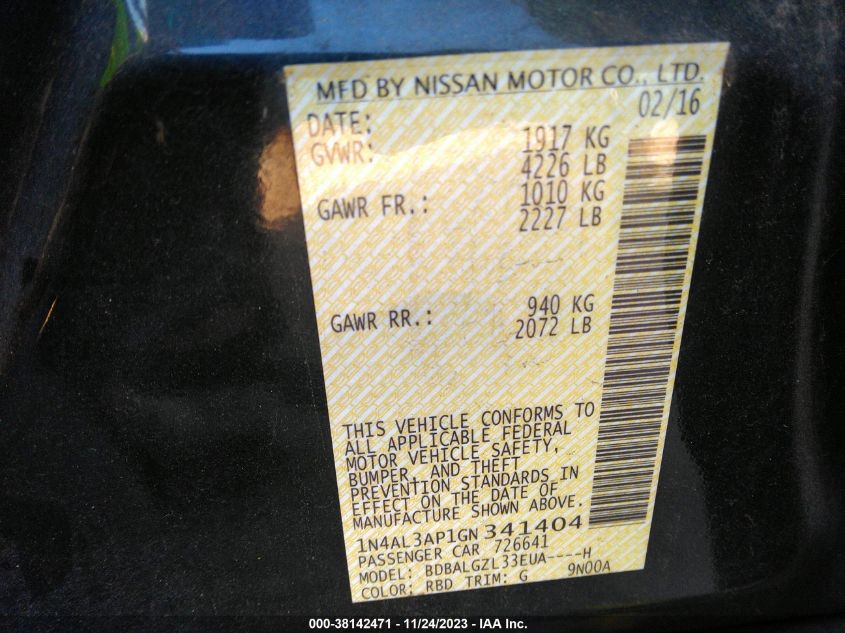 MFD BY NISSAN MOTOR CO., LTD.
DATE: 02/16
GVWR: 1917 KG
4226 LB
GAWR FR.: 1010 KG
2227 LB
GAWR RR.: 940 KG
2072 LB
THIS VEHICLE CONFORMS TO
ALL APPLICABLE FEDERAL
MOTOR VEHICLE SAFETY,
BUMPER, AND THEFT
PREVENTION STANDARDS IN
EFFECT ON THE DATE OF
MANUFACTURE SHOWN ABOVE.
1N4AL3AP1GN341404
PASSENGER CAR 726641
MODEL: BDBALGZL33EUA----H
COLOR: RBD TRIM: G 9N00A
000-38142471 - 11/24/2023 - IAA Inc.